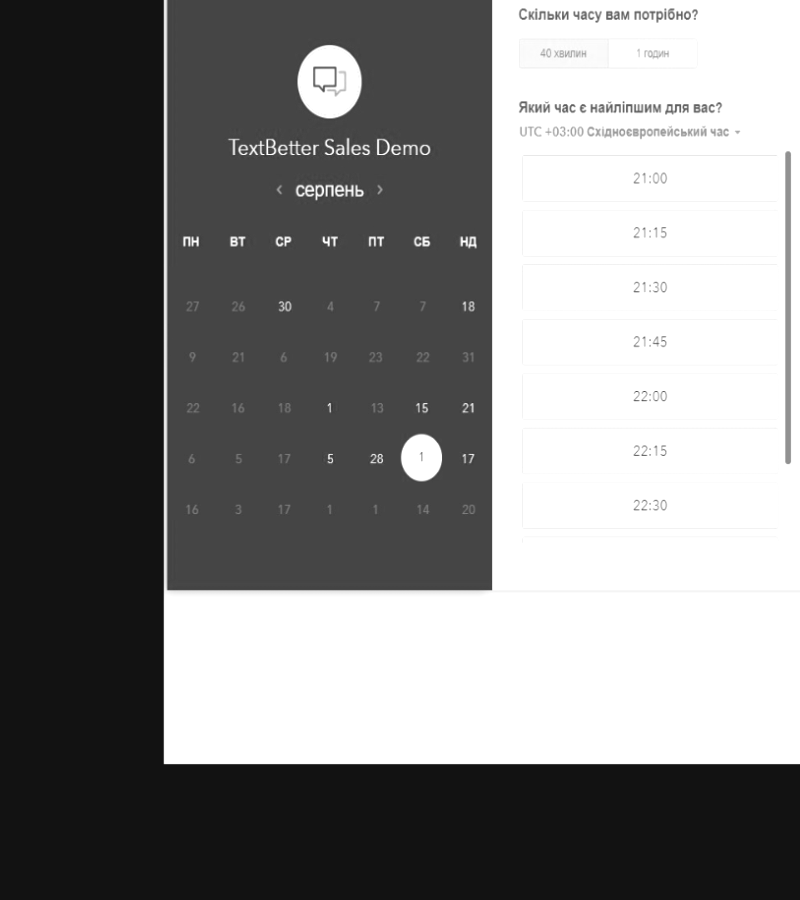 TextBetter Sales Demo
‹ серпень ›
ПН ВТ СР ЧТ ПТ СБ НД
27 26 30 4 7 7 18
9 21 6 19 23 22 31
22 16 18 1 13 15 21
6 5 17 5 28 1 17
16 3 17 1 1 14 20
Скільки часу вам потрібно?
40 хвилин 1 годин
Який час є найліпшим для вас?
UTC +03:00 Східноєвропейський час
21:00
21:15
21:30
21:45
22:00
22:15
22:30